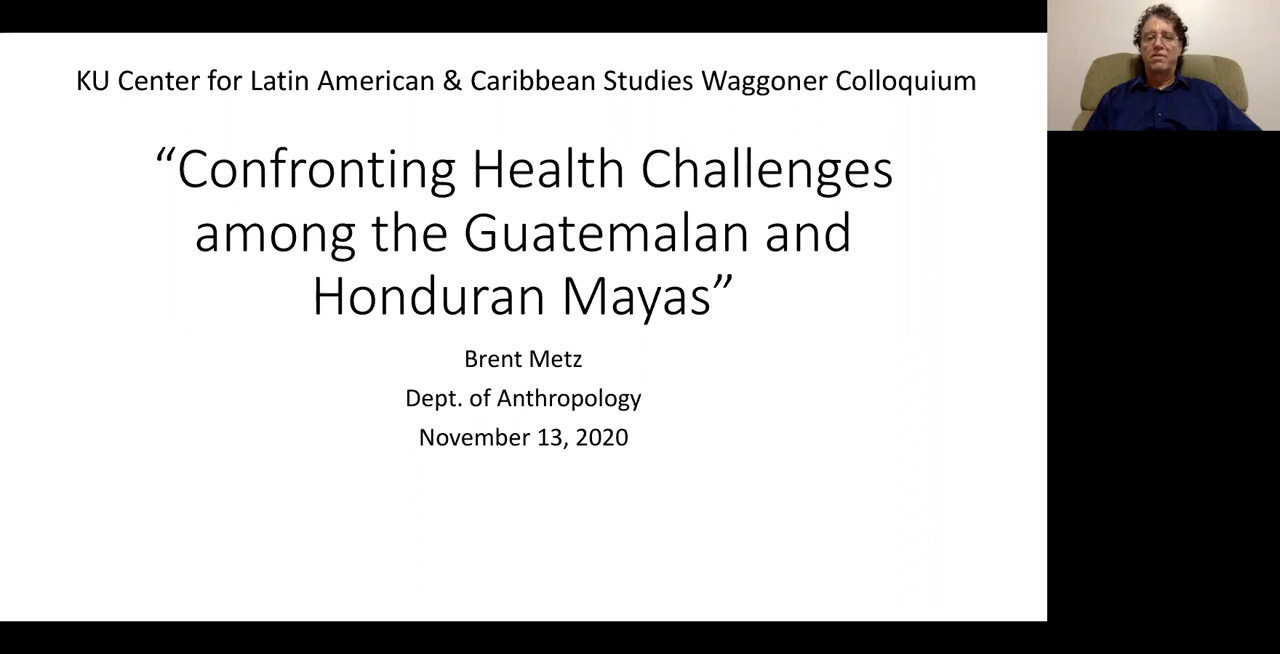 KU Center for Latin American & Caribbean Studies Waggoner Colloquium
“Confronting Health Challenges
among the Guatemalan and
Honduran Mayas”
Brent Metz
Dept. of Anthropology
November 13, 2020